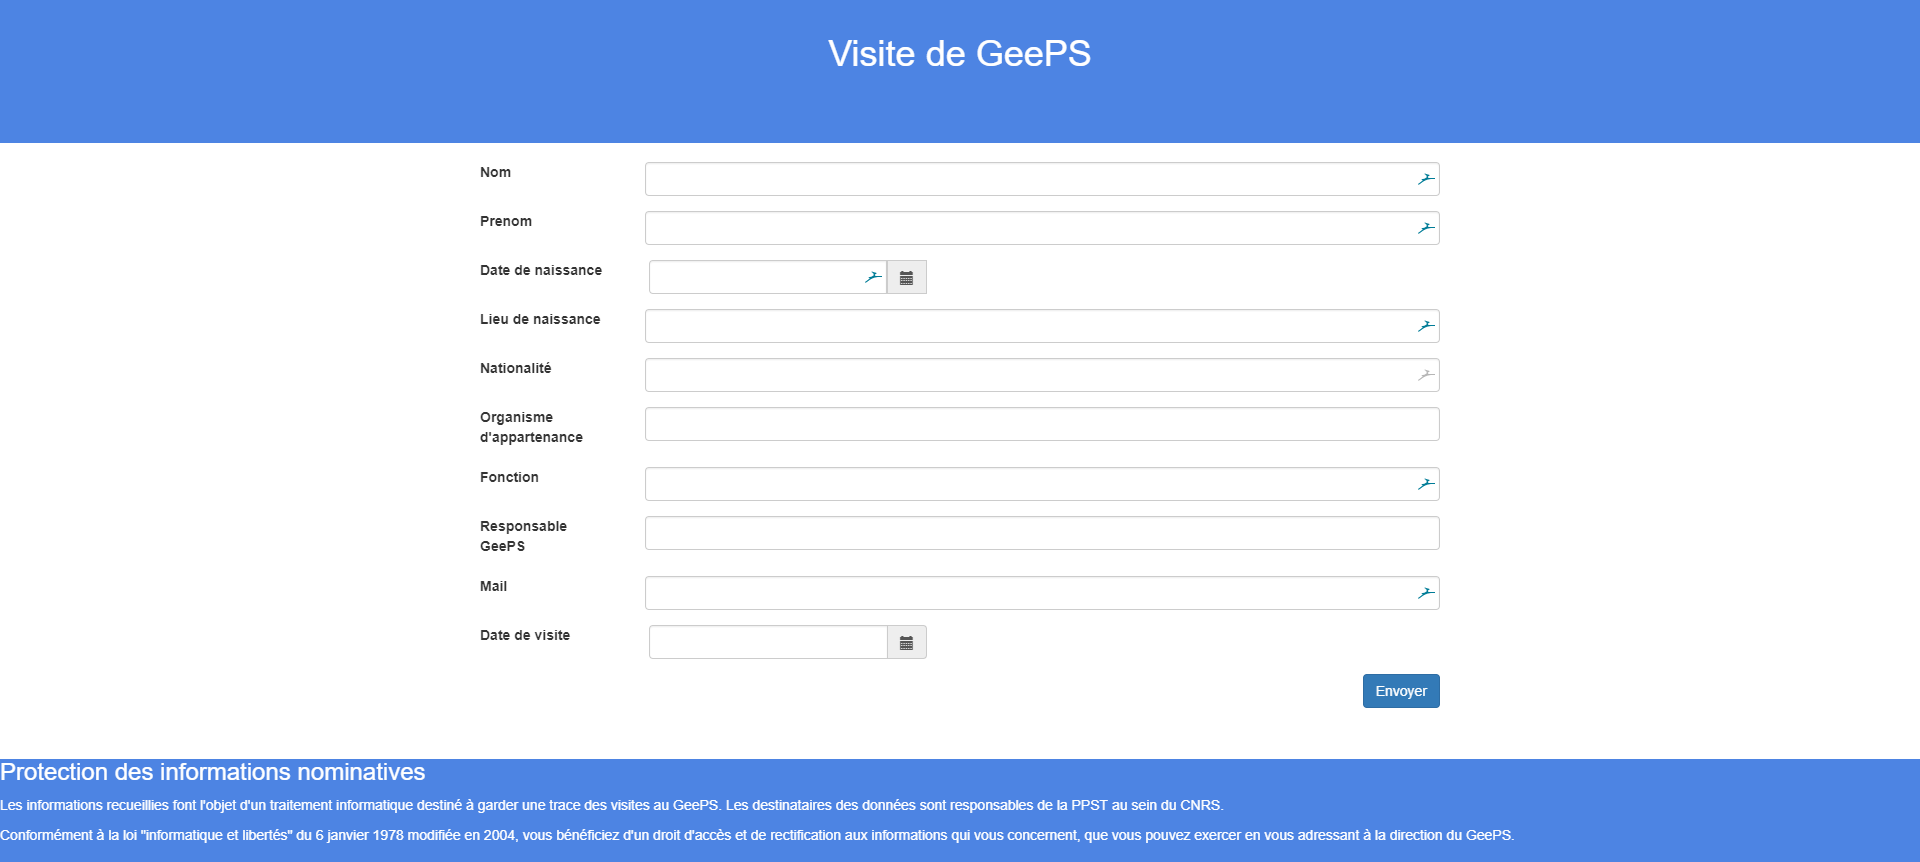 Visite de GeePS
Nom
Prenom
Date de naissance
Lieu de naissance
Nationalité
Organisme
d'appartenance
Fonction
Responsable
GeePS
Mail
Date de visite
Envoyer
Protection des informations nominatives
Les informations recueillies font l'objet d'un traitement informatique destiné à garder une trace des visites au GeePS. Les destinataires des données sont responsables de la PPST au sein du CNRS.
Conformément à la loi "informatique et libertés" du 6 janvier 1978 modifiée en 2004, vous bénéficiez d'un droit d'accès et de rectification aux informations qui vous concernent, que vous pouvez exercer en vous adressant à la direction du GeePS.